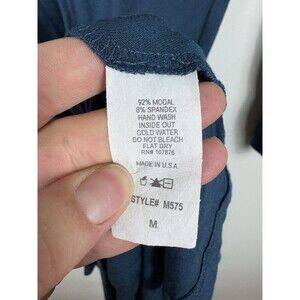 92% MODAL
8% SPANDEX
HAND WASH
INSIDE OUT
COLD WATER
DO NOT BLEACH
FLAT DRY
RN# 107876
MADE IN U.S.A.
STYLE# M575
M